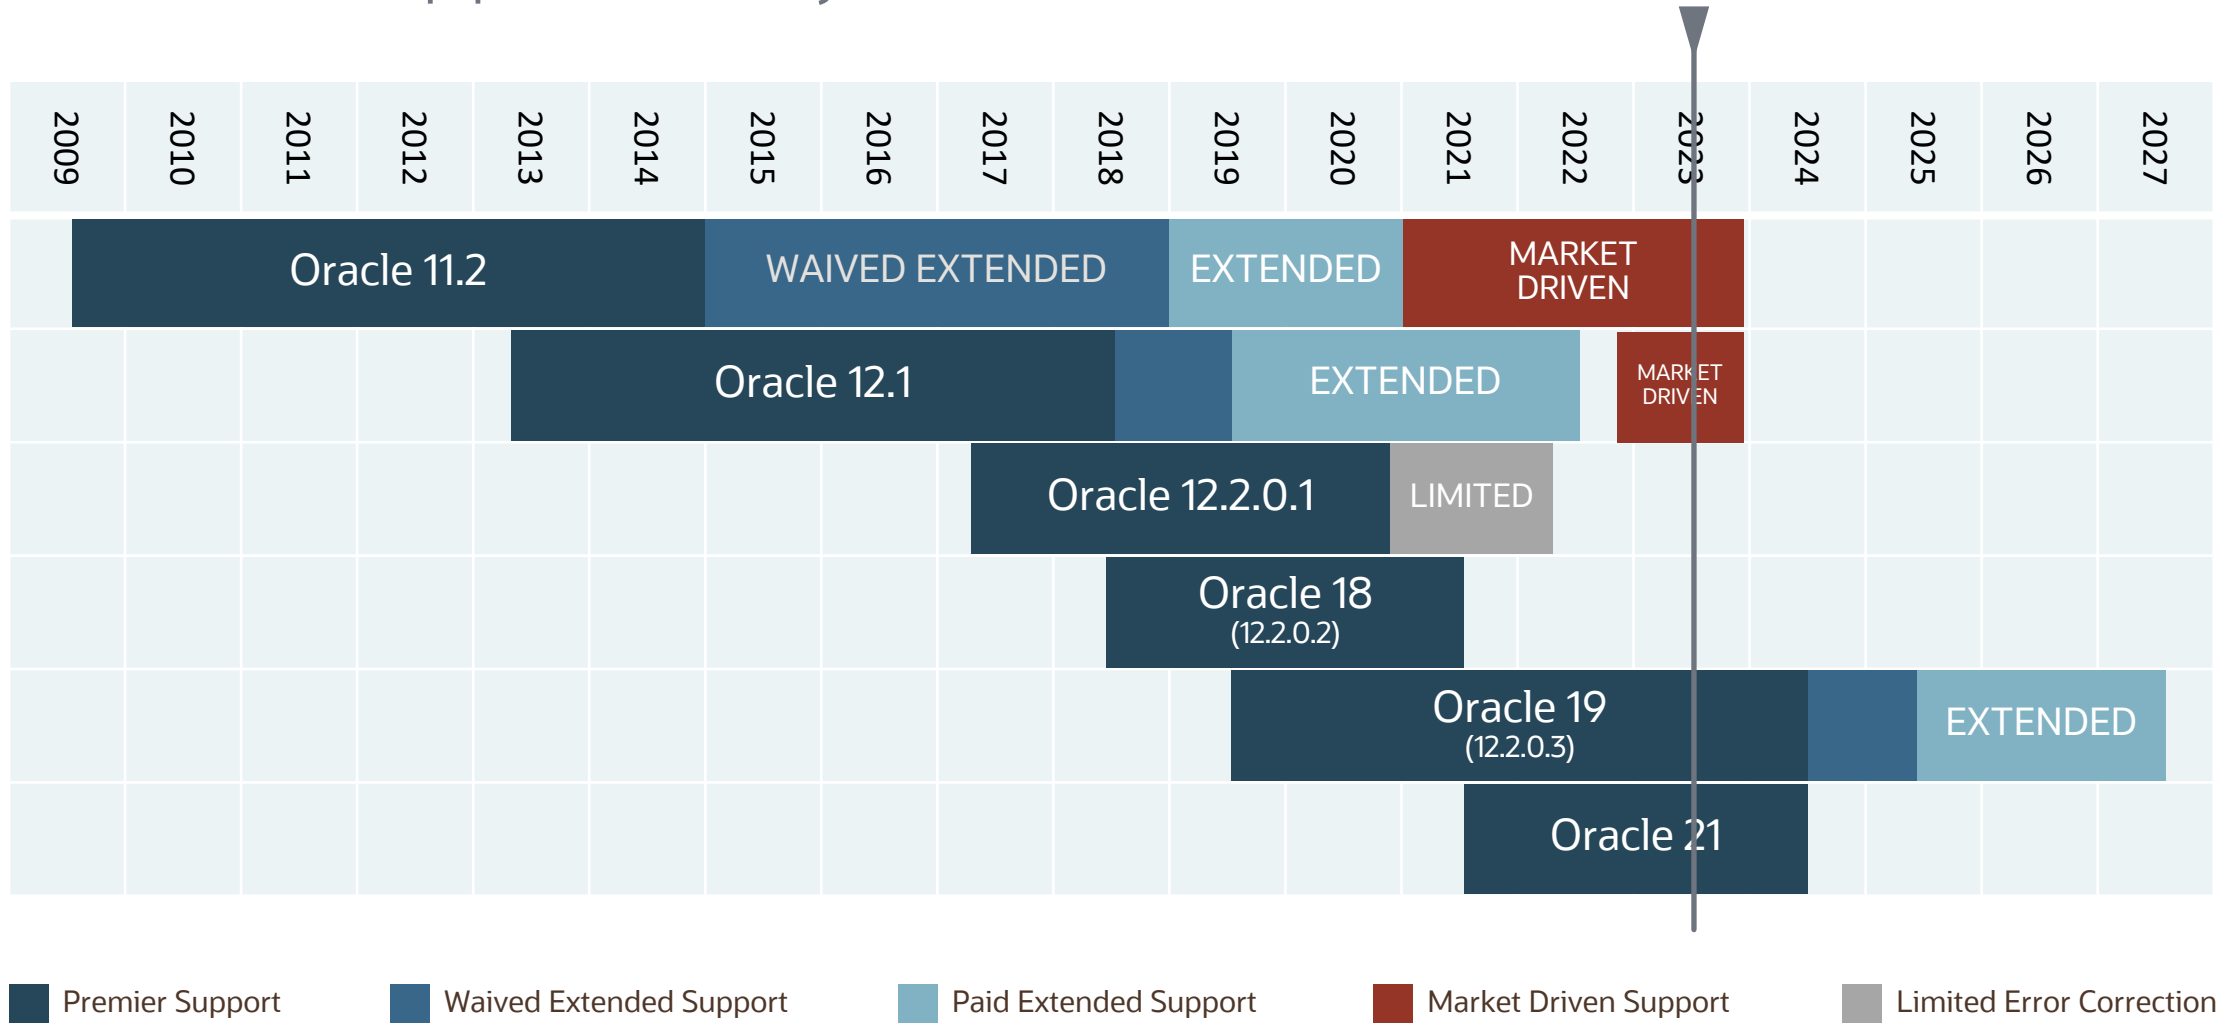 2009
2010
2011
2012
2013
2014
2015
2016
2017
2018
2019
2020
2021
2022
2023
2024
2025
2026
2027
Oracle 11.2
WAIVED EXTENDED
EXTENDED
MARKET
DRIVEN
Oracle 12.1
EXTENDED
MARKET
DRIVEN
Oracle 12.2.0.1
LIMITED
Oracle 18
(12.2.0.2)
Oracle 19
(12.2.0.3)
EXTENDED
Oracle 21
Premier Support
Waived Extended Support
Paid Extended Support
Market Driven Support
Limited Error Correction